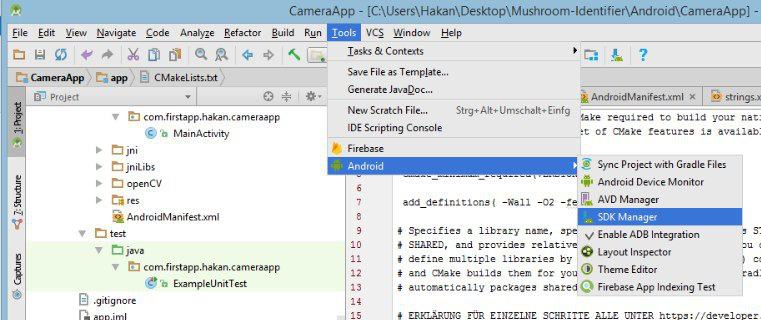 CameraApp - [C:\Users\Hakan\Desktop\Mushroom-Identifier\Android\CameraApp] -
File Edit View Navigate Code Analyze Refactor Build Run Tools VCS Window Help
Tasks & Contexts
Save File as Template...
Generate JavaDoc...
New Scratch File... Strg+Alt+Umschalt+Einfg
IDE Scripting Console
Firebase
Android
Sync Project with Gradle Files
Android Device Monitor
AVD Manager
SDK Manager
Enable ADB Integration
Layout Inspector
Theme Editor
Firebase App Indexing Test
CameraApp app CMakeLists.txt
1: Project
7: Structure
Captures
Project
com.firstapp.hakan.cameraapp
MainActivity
jni
jniLibs
openCV
res
AndroidManifest.xml
test
java
com.firstapp.hakan.cameraapp
ExampleUnitTest
.gitignore
app.iml
AndroidManifest.xml strings.x
Make required to build your nati
et of CMake features is availab
5
6
7 add_definitions( -Wall -O2 -fe
8
9 # Specifies a library name, spe
10 # SHARED, and provides relative
11 # define multiple libraries by
12 # and CMake builds them for you
13 # automatically packages shared
14
15 # ERKLÄRUNG FÜR EINZELNE SCHRITTE ALLE UNTER https://developer.